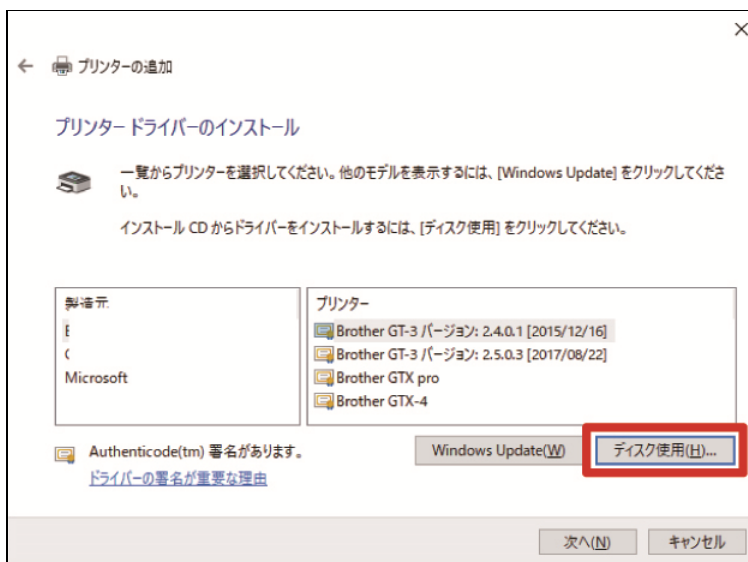 プリンターの追加
プリンター ドライバーのインストール
一覧からプリンターを選択してください。他のモデルを表示するには、[Windows Update] をクリックしてくださ
い。
インストール CD からドライバーをインストールするには、[ディスク使用] をクリックしてください。
製造元
Microsoft
プリンター
Brother GT-3 バージョン: 2.4.0.1 [2015/12/16]
Brother GT-3 バージョン: 2.5.0.3 [2017/08/22]
Brother GTX pro
Brother GTX-4
Authenticode(tm) 署名があります。
ドライバーの署名が重要な理由
Windows Update(W)
ディスク使用(H)...
次へ(N)
キャンセル